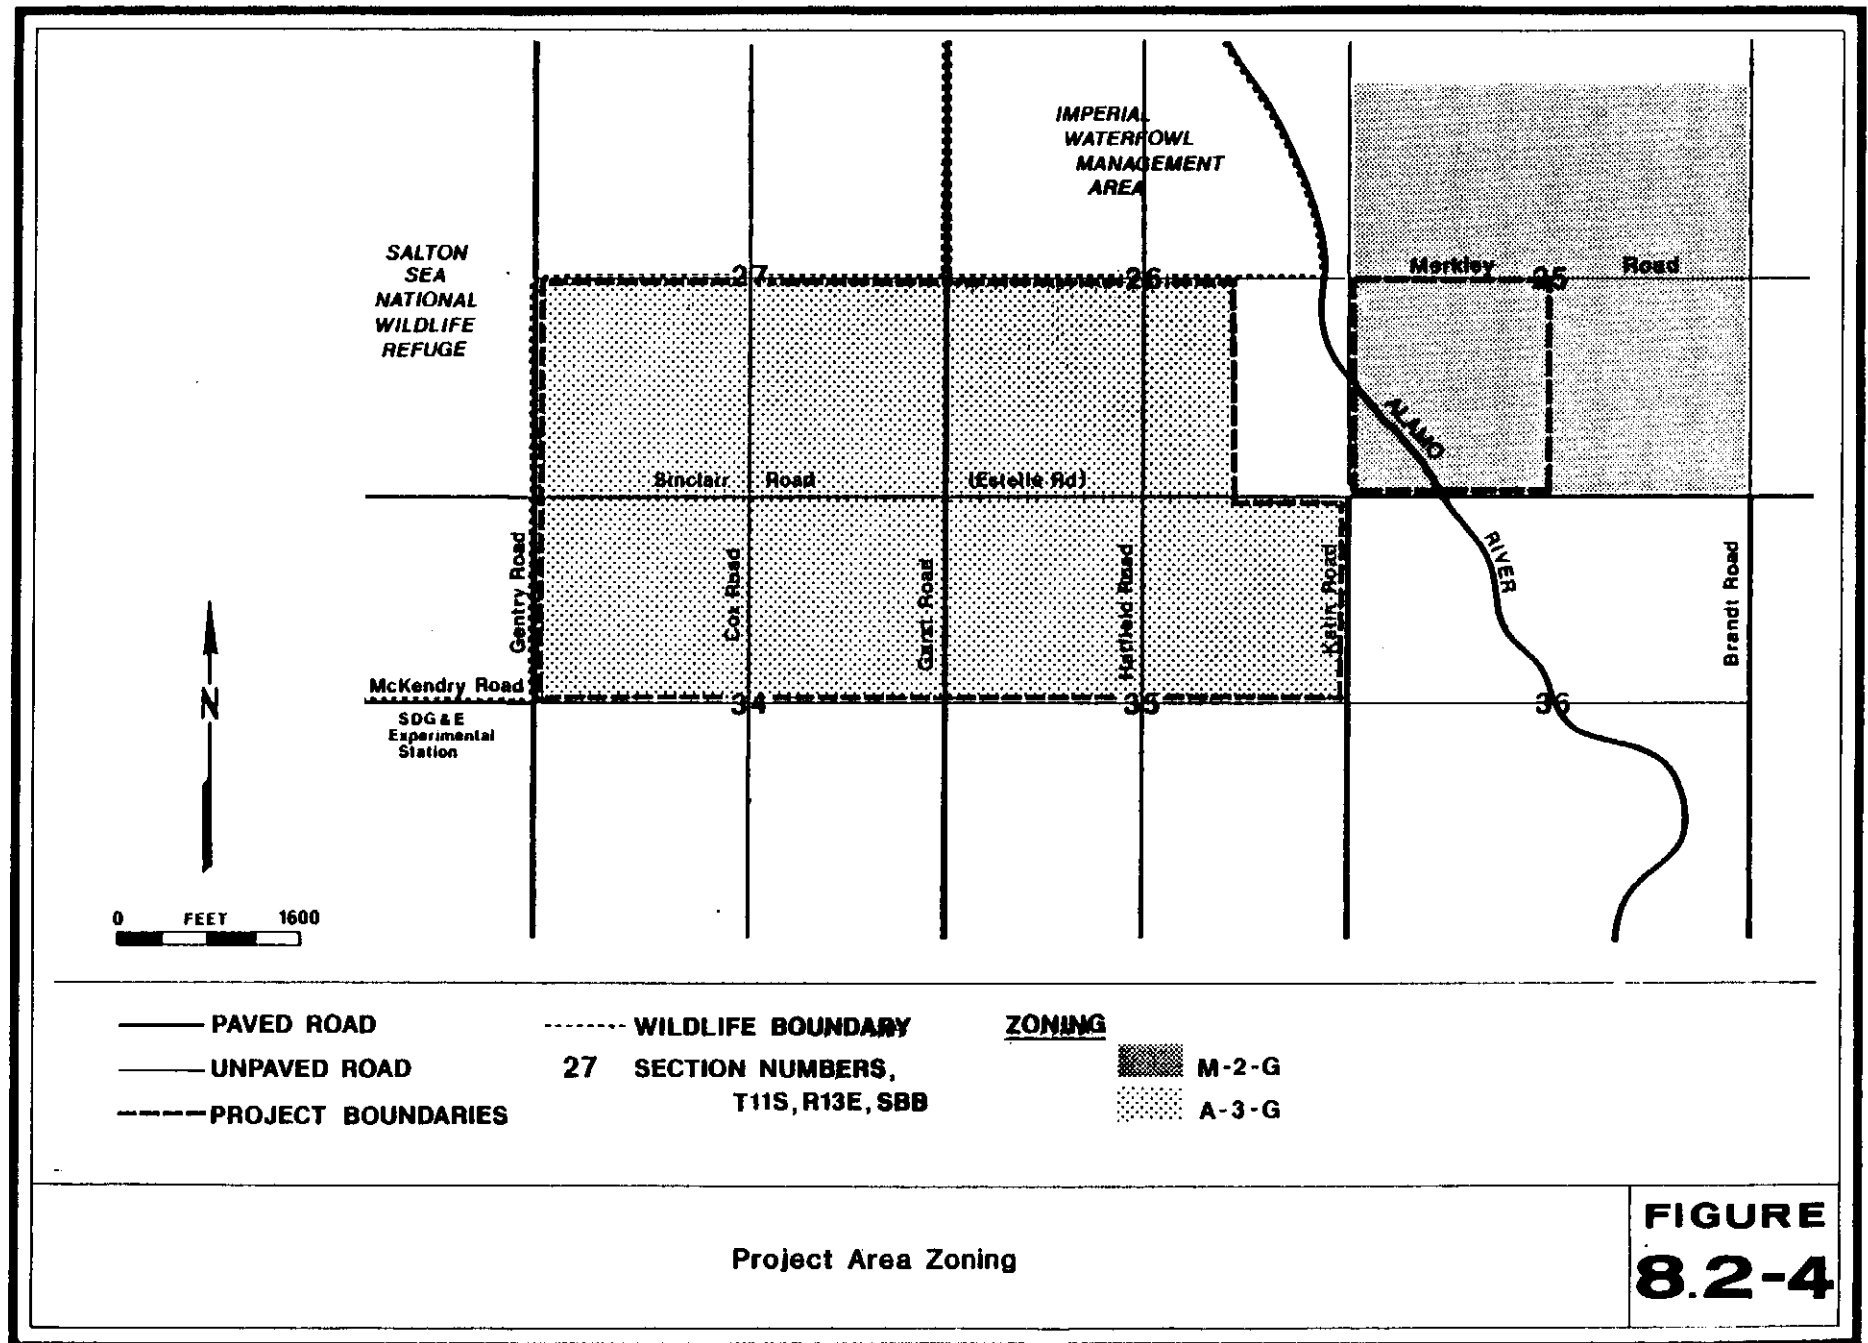 IMPERIAL
WATERFOWL
MANAGEMENT
AREA
SALTON
SEA
NATIONAL
WILDLIFE
REFUGE
27
26
Merkley 25 Road
ALAMO
Sinclair Road (Estelle Rd)
Gentry Road
Cox Road
Garst Road
Hatfield Road
Kalin Road
RIVER
Brandt Road
McKendry Road
34
35
36
SDG & E
Experimental
Station
N
0 FEET 1600
PAVED ROAD
UNPAVED ROAD
PROJECT BOUNDARIES
WILDLIFE BOUNDARY
27 SECTION NUMBERS,
T11S, R13E, SBB
ZONING
M-2-G
A-3-G
Project Area Zoning
FIGURE
8.2-4